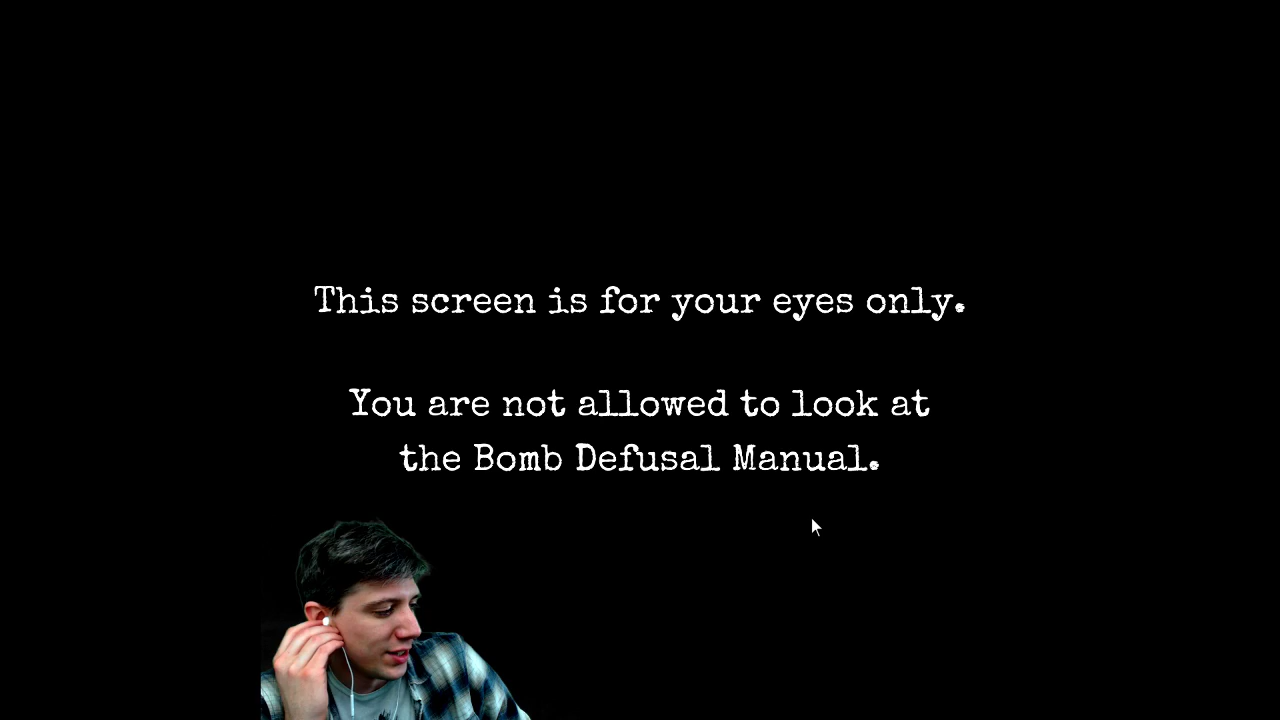 This screen is for your eyes only.
You are not allowed to look at
the Bomb Defusal Manual.